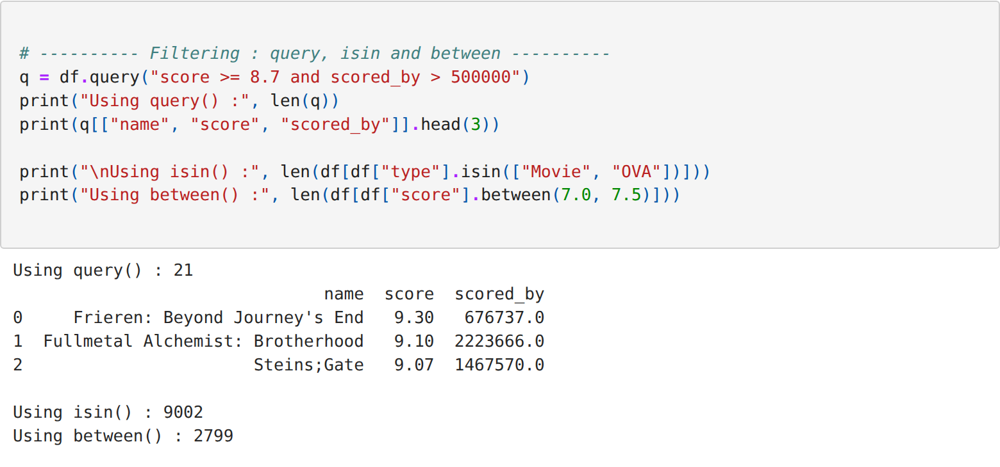 # ---------- Filtering : query, isin and between ----------
q = df.query("score >= 8.7 and scored_by > 500000")
print("Using query() :", len(q))
print(q[["name", "score", "scored_by"]].head(3))

print("\nUsing isin() :", len(df[df["type"].isin(["Movie", "OVA"])]))
print("Using between() :", len(df[df["score"].between(7.0, 7.5)]))

Using query() : 21
                               name  score  scored_by
0     Frieren: Beyond Journey's End   9.30   676737.0
1  Fullmetal Alchemist: Brotherhood   9.10  2223666.0
2                       Steins;Gate   9.07  1467570.0

Using isin() : 9002
Using between() : 2799